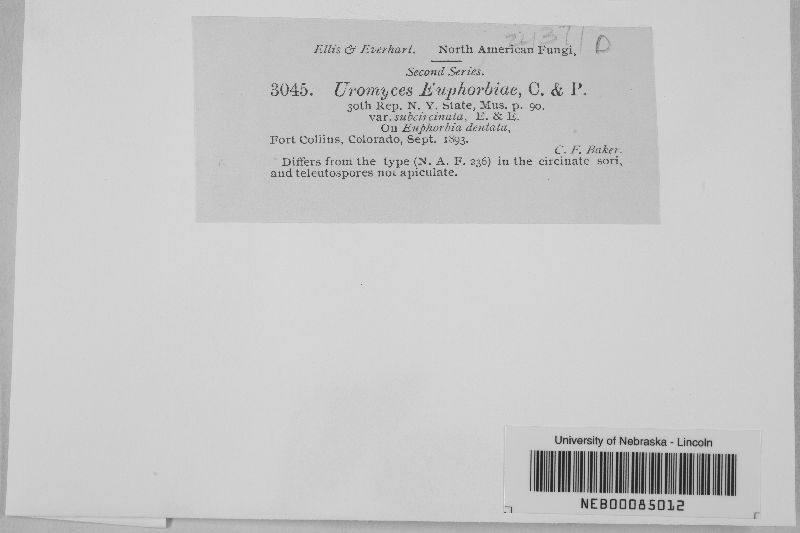 Ellis & Everhart. North American Fungi,
Second Series.
3045. Uromyces Euphorbiae, C. & P.
30th Rep. N. Y. State, Mus. p. 90.
var. subcircinata, E. & E.
On Euphorbia dentata,
Fort Collins, Colorado, Sept. 1893.
C. F. Baker.
Differs from the type (N. A. F. 236) in the circinate sori,
and teleutospores not apiculate.
University of Nebraska - Lincoln
NEB00085012